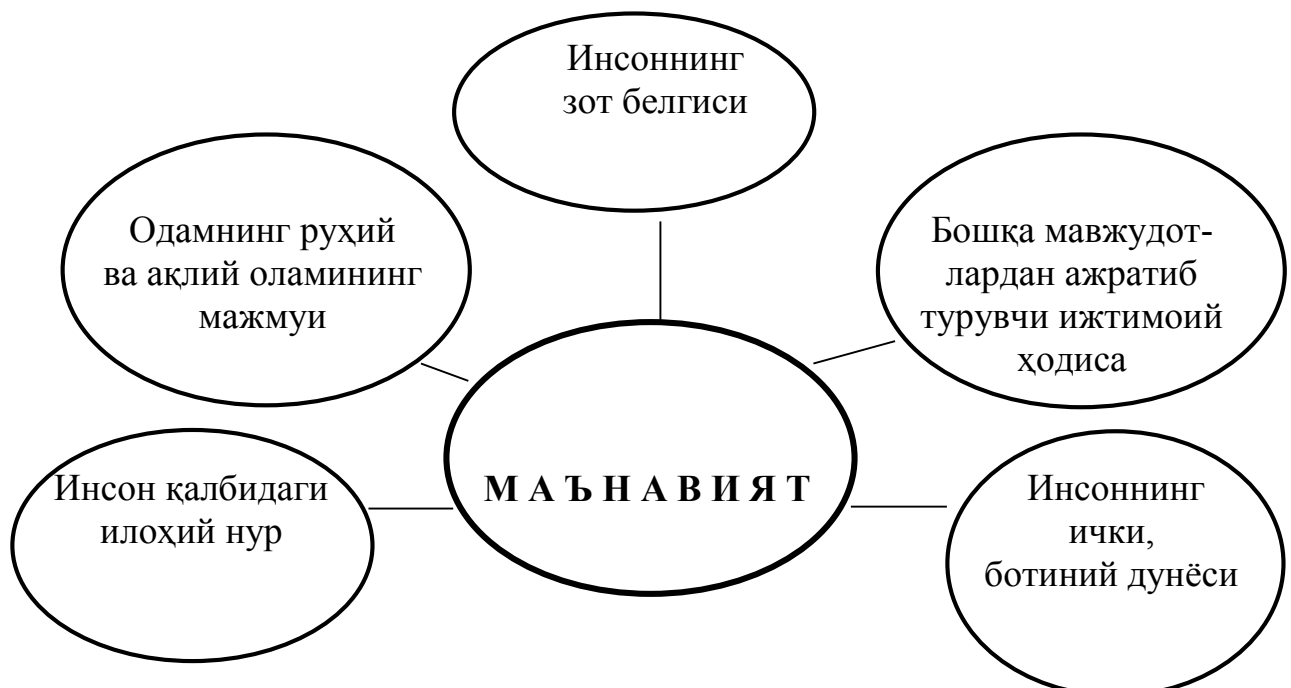 Инсоннинг
зот белгиси
Одамнинг руҳий
ва ақлий оламининг
мажмуи
Бошқа мавжудот-
лардан ажратиб
турувчи ижтимоий
ҳодиса
М А Ъ Н А В И Я Т
Инсон қалбидаги
илоҳий нур
Инсоннинг
ички,
ботиний дунёси